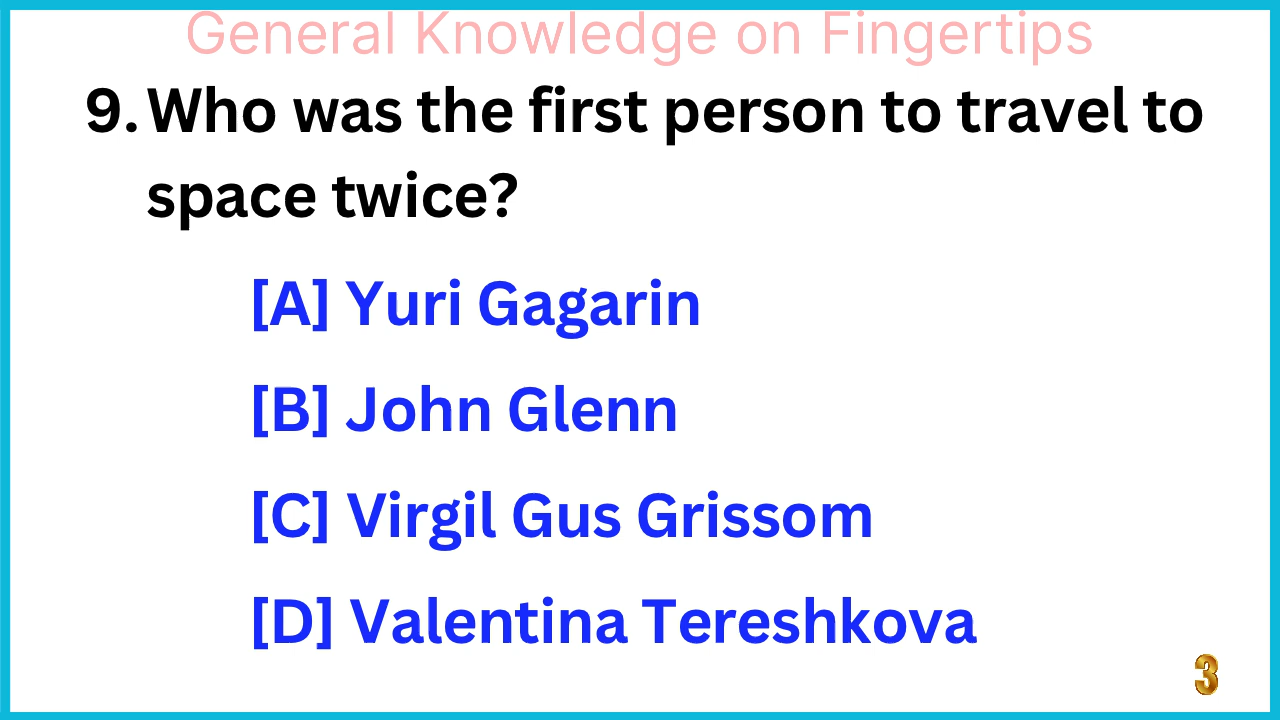 General Knowledge on Fingertips
9. Who was the first person to travel to
space twice?
[A] Yuri Gagarin
[B] John Glenn
[C] Virgil Gus Grissom
[D] Valentina Tereshkova
3